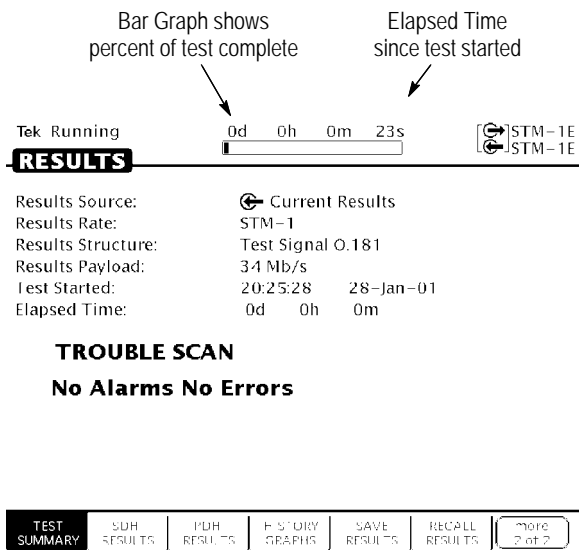 Bar Graph shows
percent of test complete
Elapsed Time
since test started
Tek Running
0d 0h 0m 23s
STM-1E
STM-1E
RESULTS
Results Source: Current Results
Results Rate: STM-1
Results Structure: Test Signal O.181
Results Payload: 34 Mb/s
Test Started: 20:25:28 28-Jan-01
Elapsed Time: 0d 0h 0m
TROUBLE SCAN
No Alarms No Errors
TEST SUMMARY
SDH RESULTS
PDH RESULTS
HISTORY GRAPHS
SAVE RESULTS
RECALL RESULTS
more 2 of 2